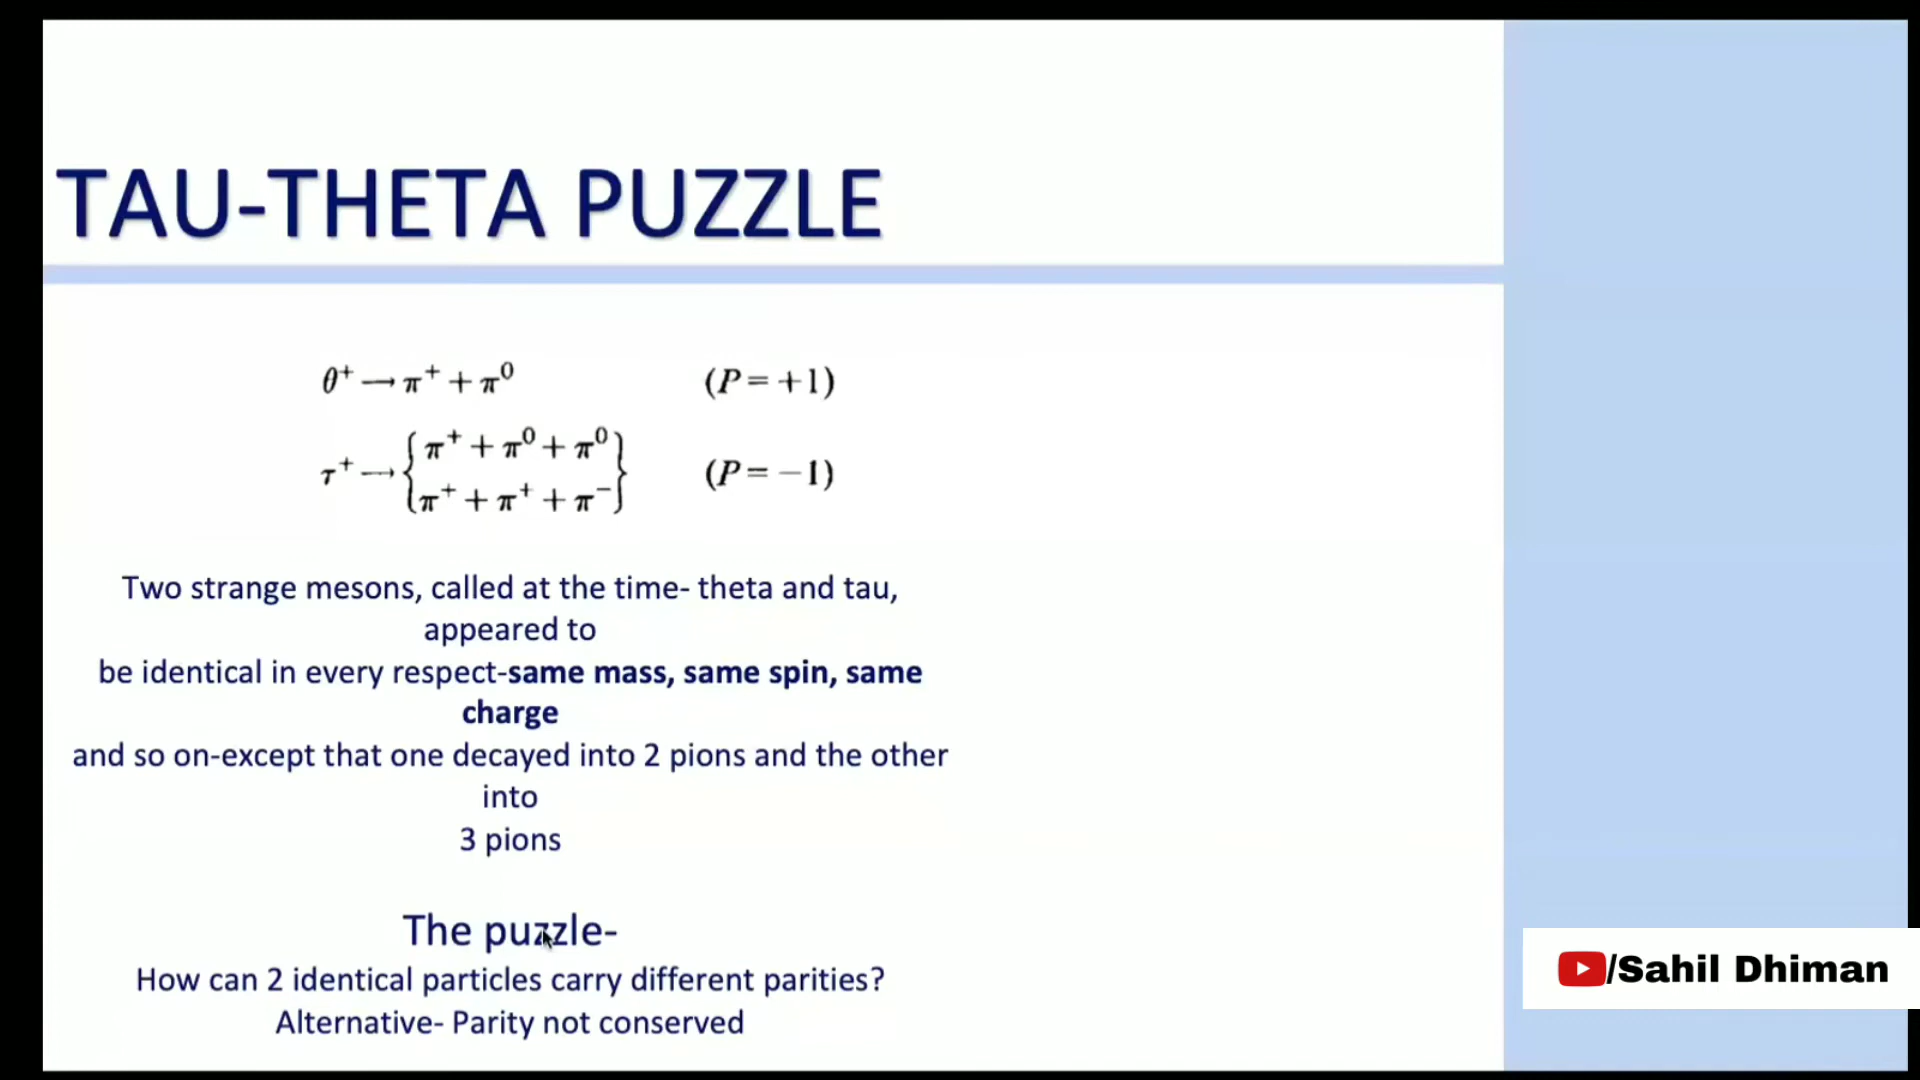 TAU-THETA PUZZLE
θ⁺ → π⁺ + π⁰ (P = +1)
τ⁺ → { π⁺ + π⁰ + π⁰ } (P = −1)
{ π⁺ + π⁺ + π⁻ }
Two strange mesons, called at the time- theta and tau,
appeared to
be identical in every respect-same mass, same spin, same
charge
and so on-except that one decayed into 2 pions and the other
into
3 pions
The puzzle-
How can 2 identical particles carry different parities?
Alternative- Parity not conserved
/Sahil Dhiman